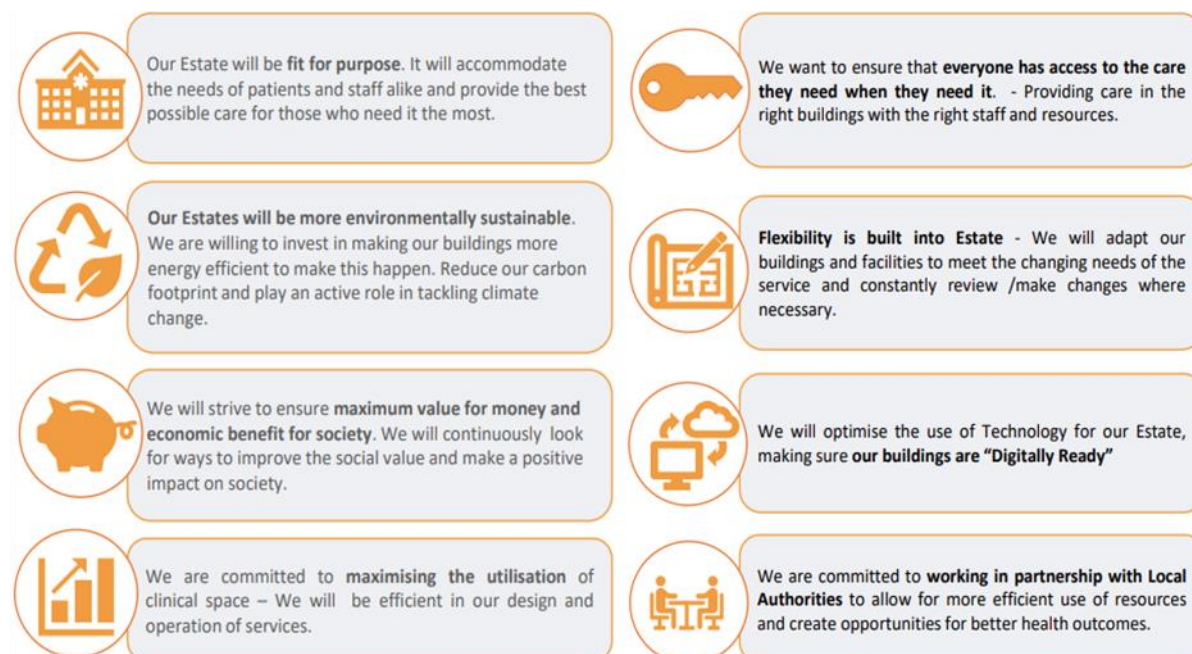 Our Estate will be fit for purpose. It will accommodate
the needs of patients and staff alike and provide the best
possible care for those who need it the most.
We want to ensure that everyone has access to the care
they need when they need it. - Providing care in the
right buildings with the right staff and resources.
Our Estates will be more environmentally sustainable.
We are willing to invest in making our buildings more
energy efficient to make this happen. Reduce our carbon
footprint and play an active role in tackling climate
change.
Flexibility is built into Estate - We will adapt our
buildings and facilities to meet the changing needs of the
service and constantly review /make changes where
necessary.
We will strive to ensure maximum value for money and
economic benefit for society. We will continuously look
for ways to improve the social value and make a positive
impact on society.
We will optimise the use of Technology for our Estate,
making sure our buildings are “Digitally Ready”
We are committed to maximising the utilisation of
clinical space – We will be efficient in our design and
operation of services.
We are committed to working in partnership with Local
Authorities to allow for more efficient use of resources
and create opportunities for better health outcomes.